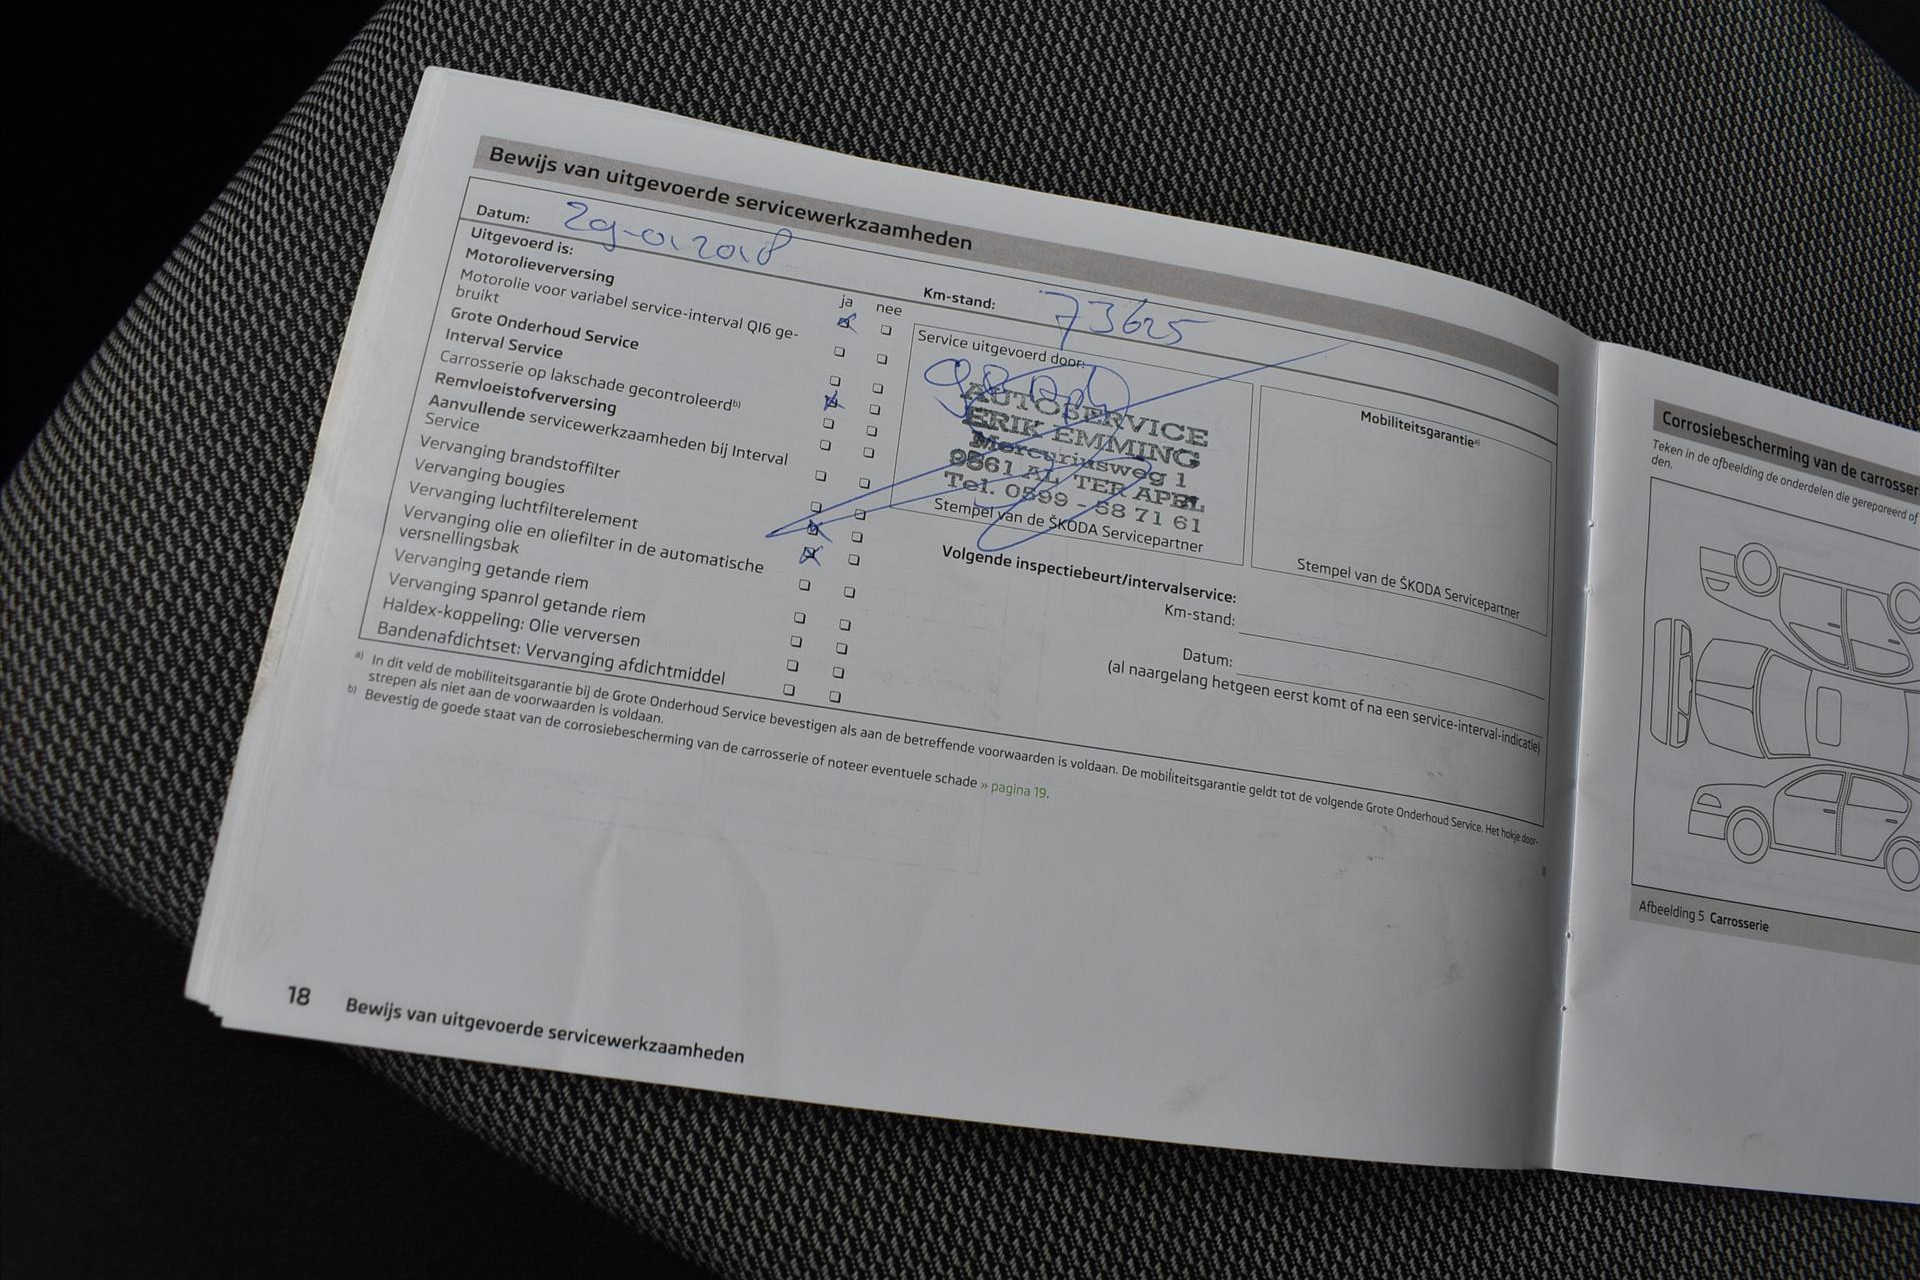 Bewijs van uitgevoerde servicewerkzaamheden
Datum: 29-01-2018
Km-stand: 73625
Uitgevoerd is:
ja nee
Motorolieverversing
Motorolie voor variabel service-interval QI6 ge-
bruikt
Grote Onderhoud Service
Interval Service
Carrosserie op lakschade gecontroleerd b)
Remvloeistofverversing
Aanvullende servicewerkzaamheden bij Interval
Service
Vervanging brandstoffilter
Vervanging bougies
Vervanging luchtfilterelement
Vervanging olie en oliefilter in de automatische
versnellingsbak
Vervanging getande riem
Vervanging spanrol getande riem
Haldex-koppeling: Olie verversen
Bandenafdichtset: Vervanging afdichtmiddel
Service uitgevoerd door:
AUTOSERVICE
ERIK EMMING
Mercuriusweg 1
9561 AL TER APEL
Tel. 0599 - 58 71 61
Stempel van de ŠKODA Servicepartner
Mobiliteitsgarantie a)
Stempel van de ŠKODA Servicepartner
Volgende inspectiebeurt/intervalservice:
Km-stand:
Datum:
(al naargelang hetgeen eerst komt of na een service-interval-indicatie)
a) In dit veld de mobiliteitsgarantie bij de Grote Onderhoud Service bevestigen als aan de betreffende voorwaarden is voldaan. De mobiliteitsgarantie geldt tot de volgende Grote Onderhoud Service. Het hokje door-
strepen als niet aan de voorwaarden is voldaan.
b) Bevestig de goede staat van de corrosiebescherming van de carrosserie of noteer eventuele schade » pagina 19.
18 Bewijs van uitgevoerde servicewerkzaamheden
Corrosiebescherming van de carrosser
Teken in de afbeelding de onderdelen die gerepareerd of
den.
Afbeelding 5 Carrosserie